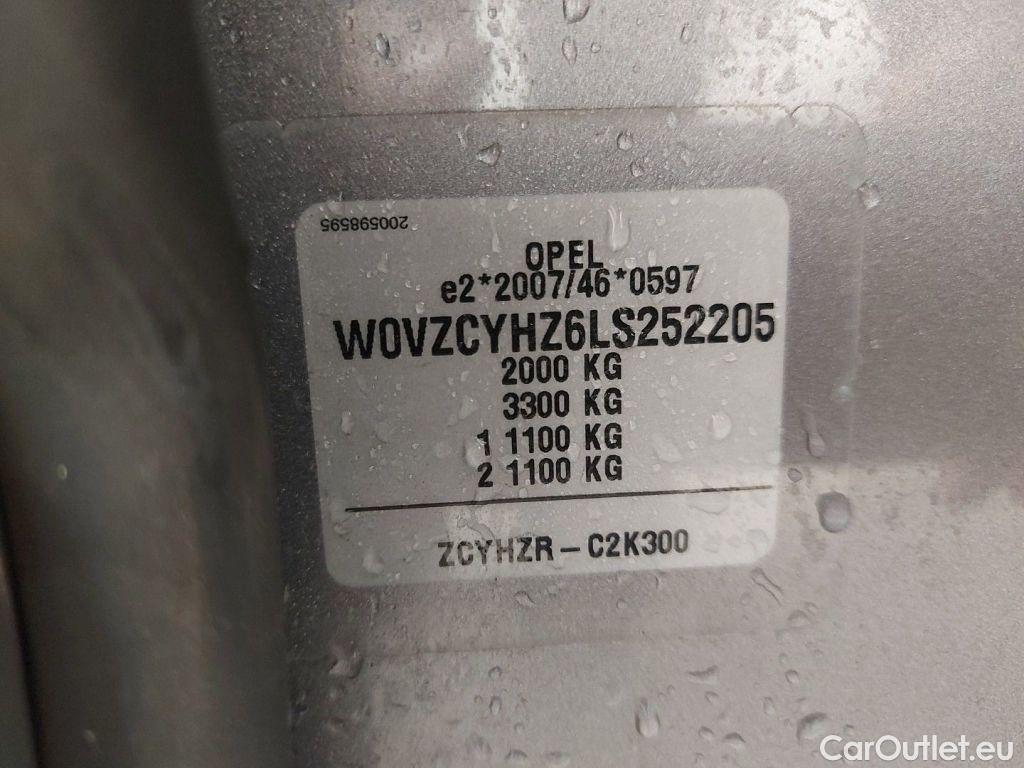 200598595
OPEL
e2*2007/46*0597
W0VZCYHZ6LS252205
2000 KG
3300 KG
1 1100 KG
2 1100 KG
ZCYHZR – C2K300
CarOutlet.eu